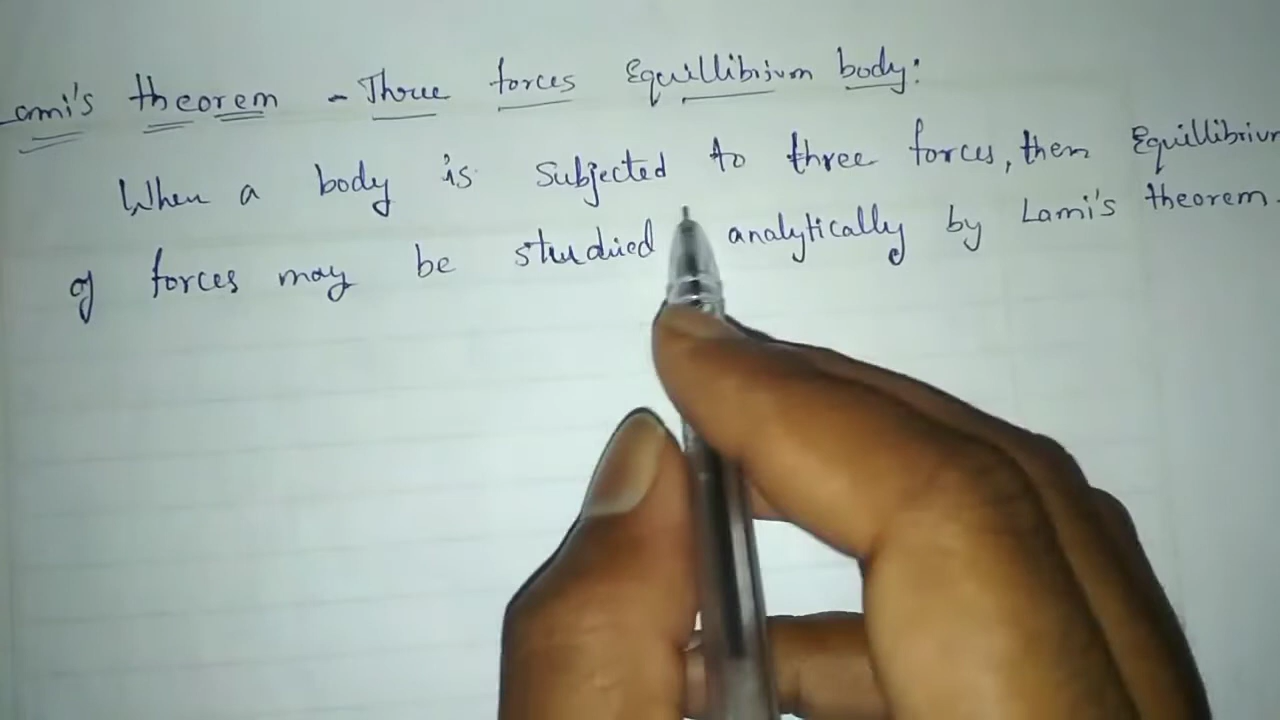 Lami's theorem - Three forces Equillibrium body:
When a body is subjected to three forces, then Equillibrium
of forces may be studied analytically by Lami's theorem.